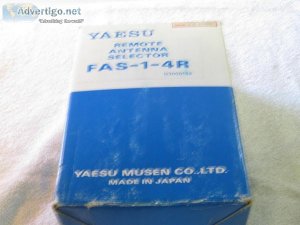 Advertigo.net
YAESU
REMOTE
ANTENNA
SELECTOR
FAS-1-4R
YAESU MUSEN CO.,LTD.
MADE IN JAPAN